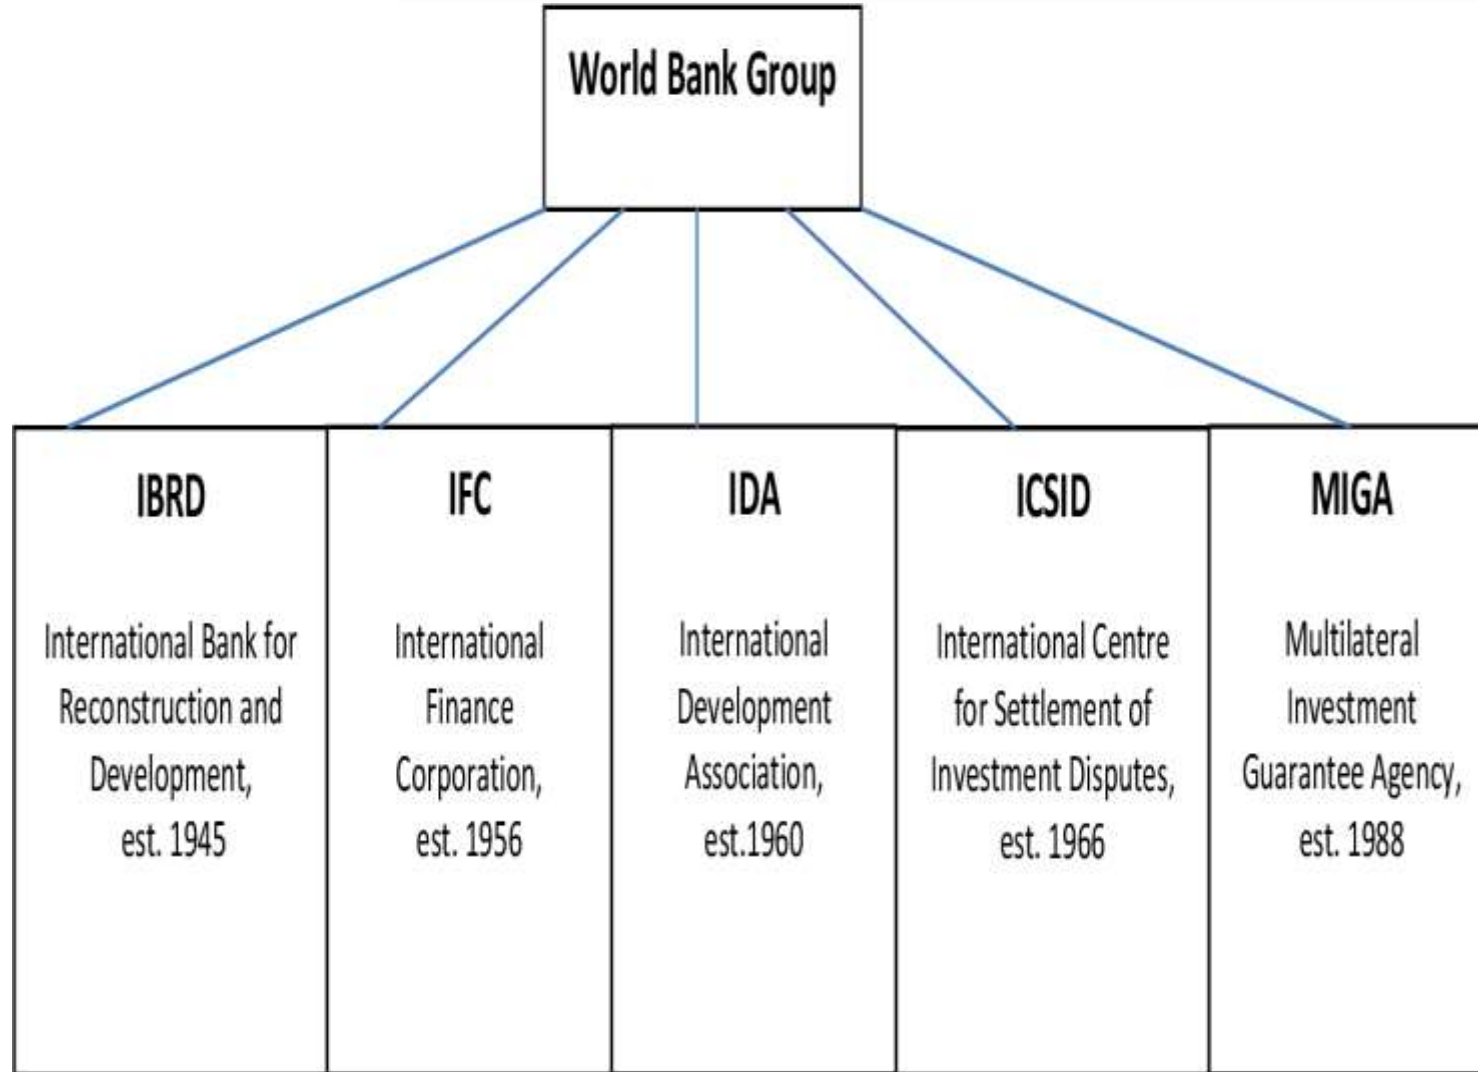 World Bank Group
IBRD
International Bank for
Reconstruction and
Development,
est. 1945
IFC
International
Finance
Corporation,
est. 1956
IDA
International
Development
Association,
est.1960
ICSID
International Centre
for Settlement of
Investment Disputes,
est. 1966
MIGA
Multilateral
Investment
Guarantee Agency,
est. 1988